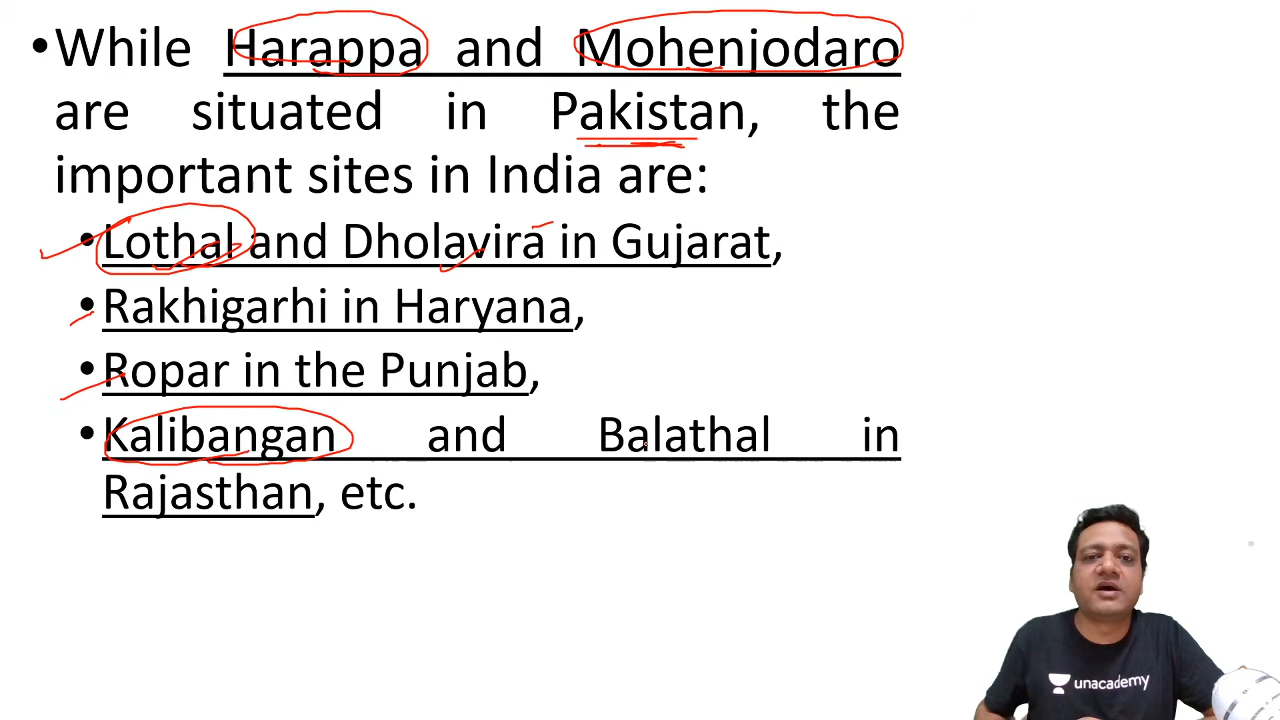 •While Harappa and Mohenjodaro
are situated in Pakistan, the
important sites in India are:
•Lothal and Dholavira in Gujarat,
•Rakhigarhi in Haryana,
•Ropar in the Punjab,
•Kalibangan and Balathal in
Rajasthan, etc.
unacademy